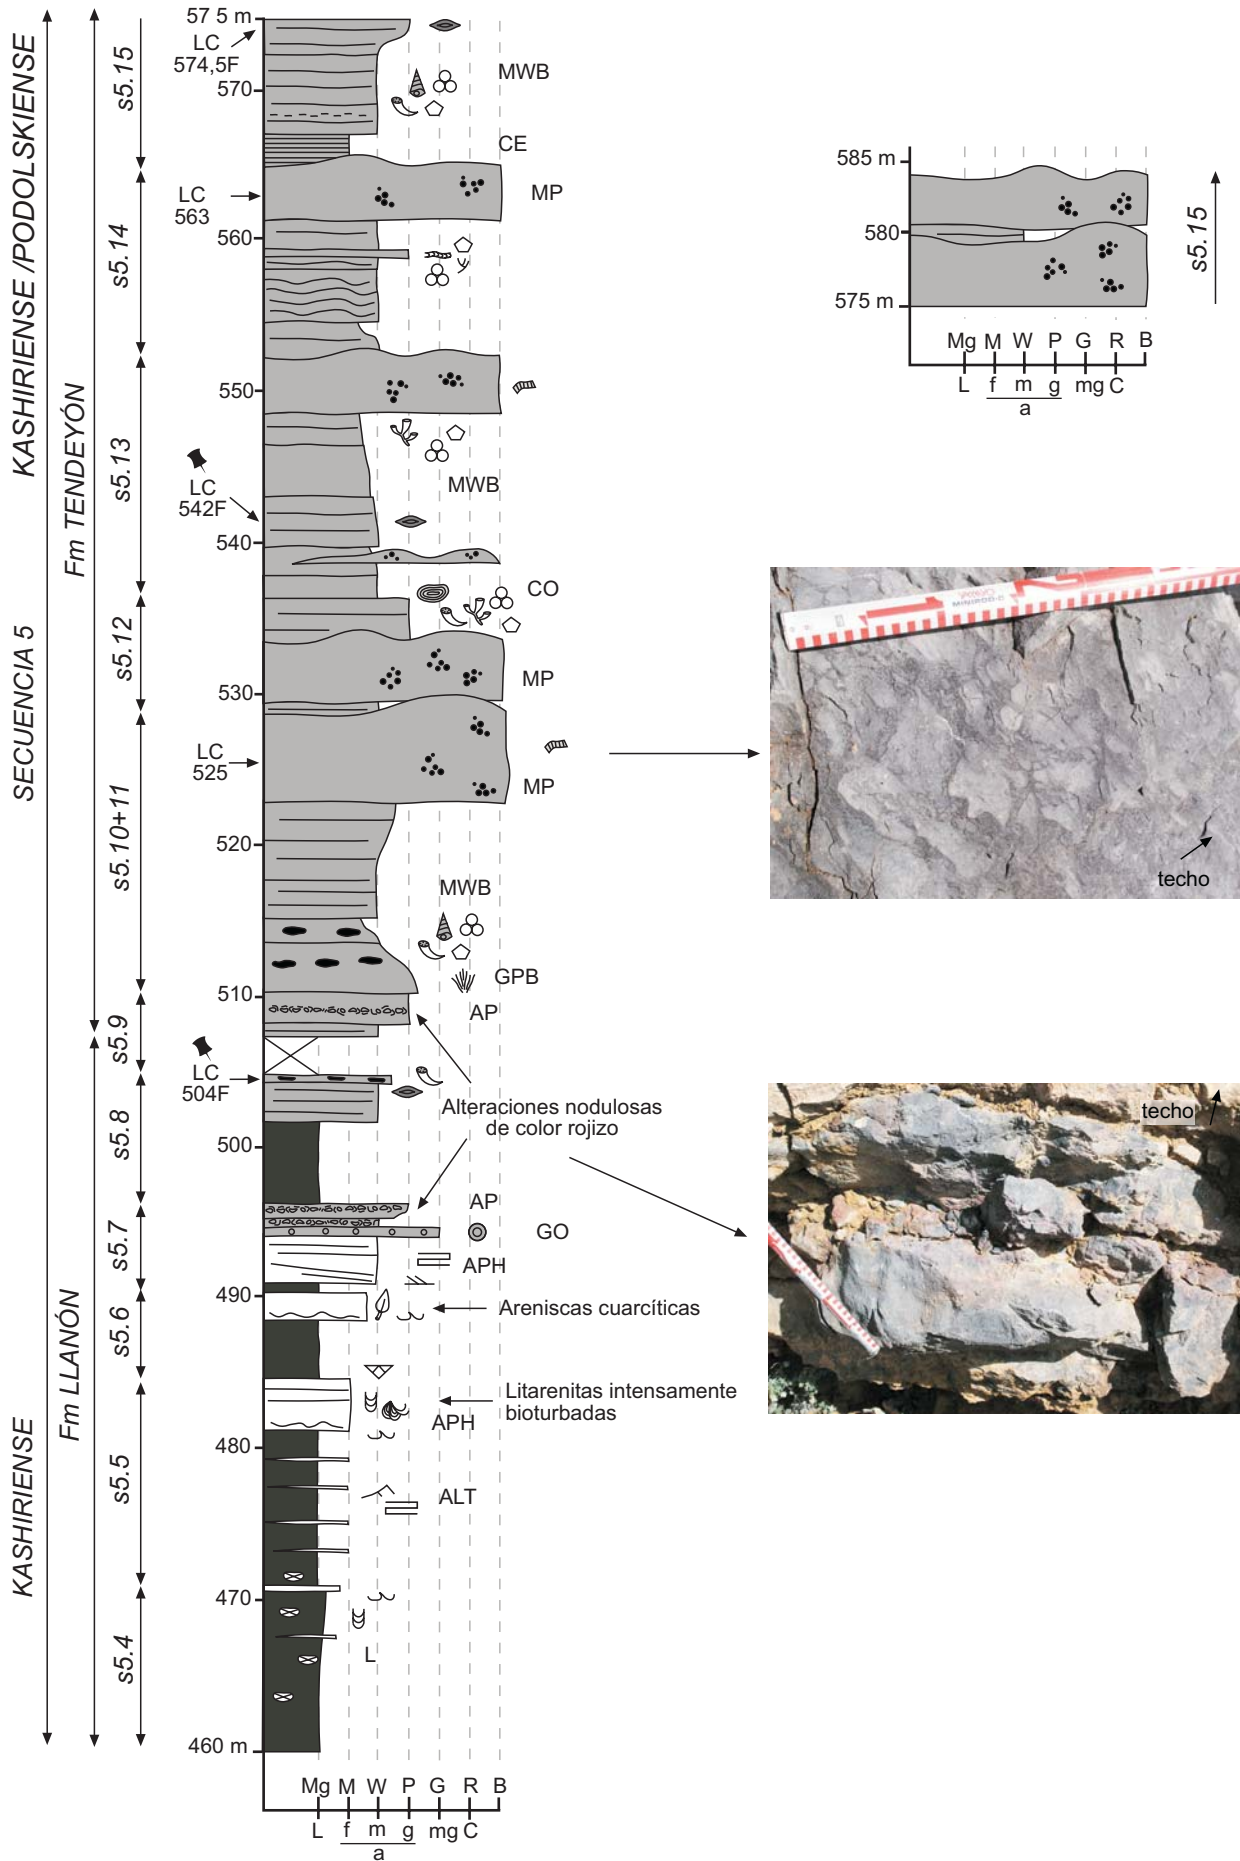 KASHIRIENSE /PODOLSKIENSE
KASHIRIENSE
SECUENCIA 5
Fm TENDEYÓN
Fm LLANÓN
s5.15
s5.14
s5.13
s5.12
s5.10+11
s5.9
s5.8
s5.7
s5.6
s5.5
s5.4
57 5 m
LC
574,5F
570
MWB
CE
LC
563
MP
560
550
LC
542F
MWB
540
CO
530
MP
LC
525
MP
520
MWB
GPB
510
AP
LC
504F
Alteraciones nodulosas
de color rojizo
500
AP
GO
APH
490
Areniscas cuarcíticas
Litarenitas intensamente
bioturbadas
APH
480
ALT
470
L
460 m
Mg M W P G R B
L f m g mg C
a
585 m
580
575 m
s5.15
Mg M W P G R B
L f m g mg C
a
MINIROD-C
techo
techo